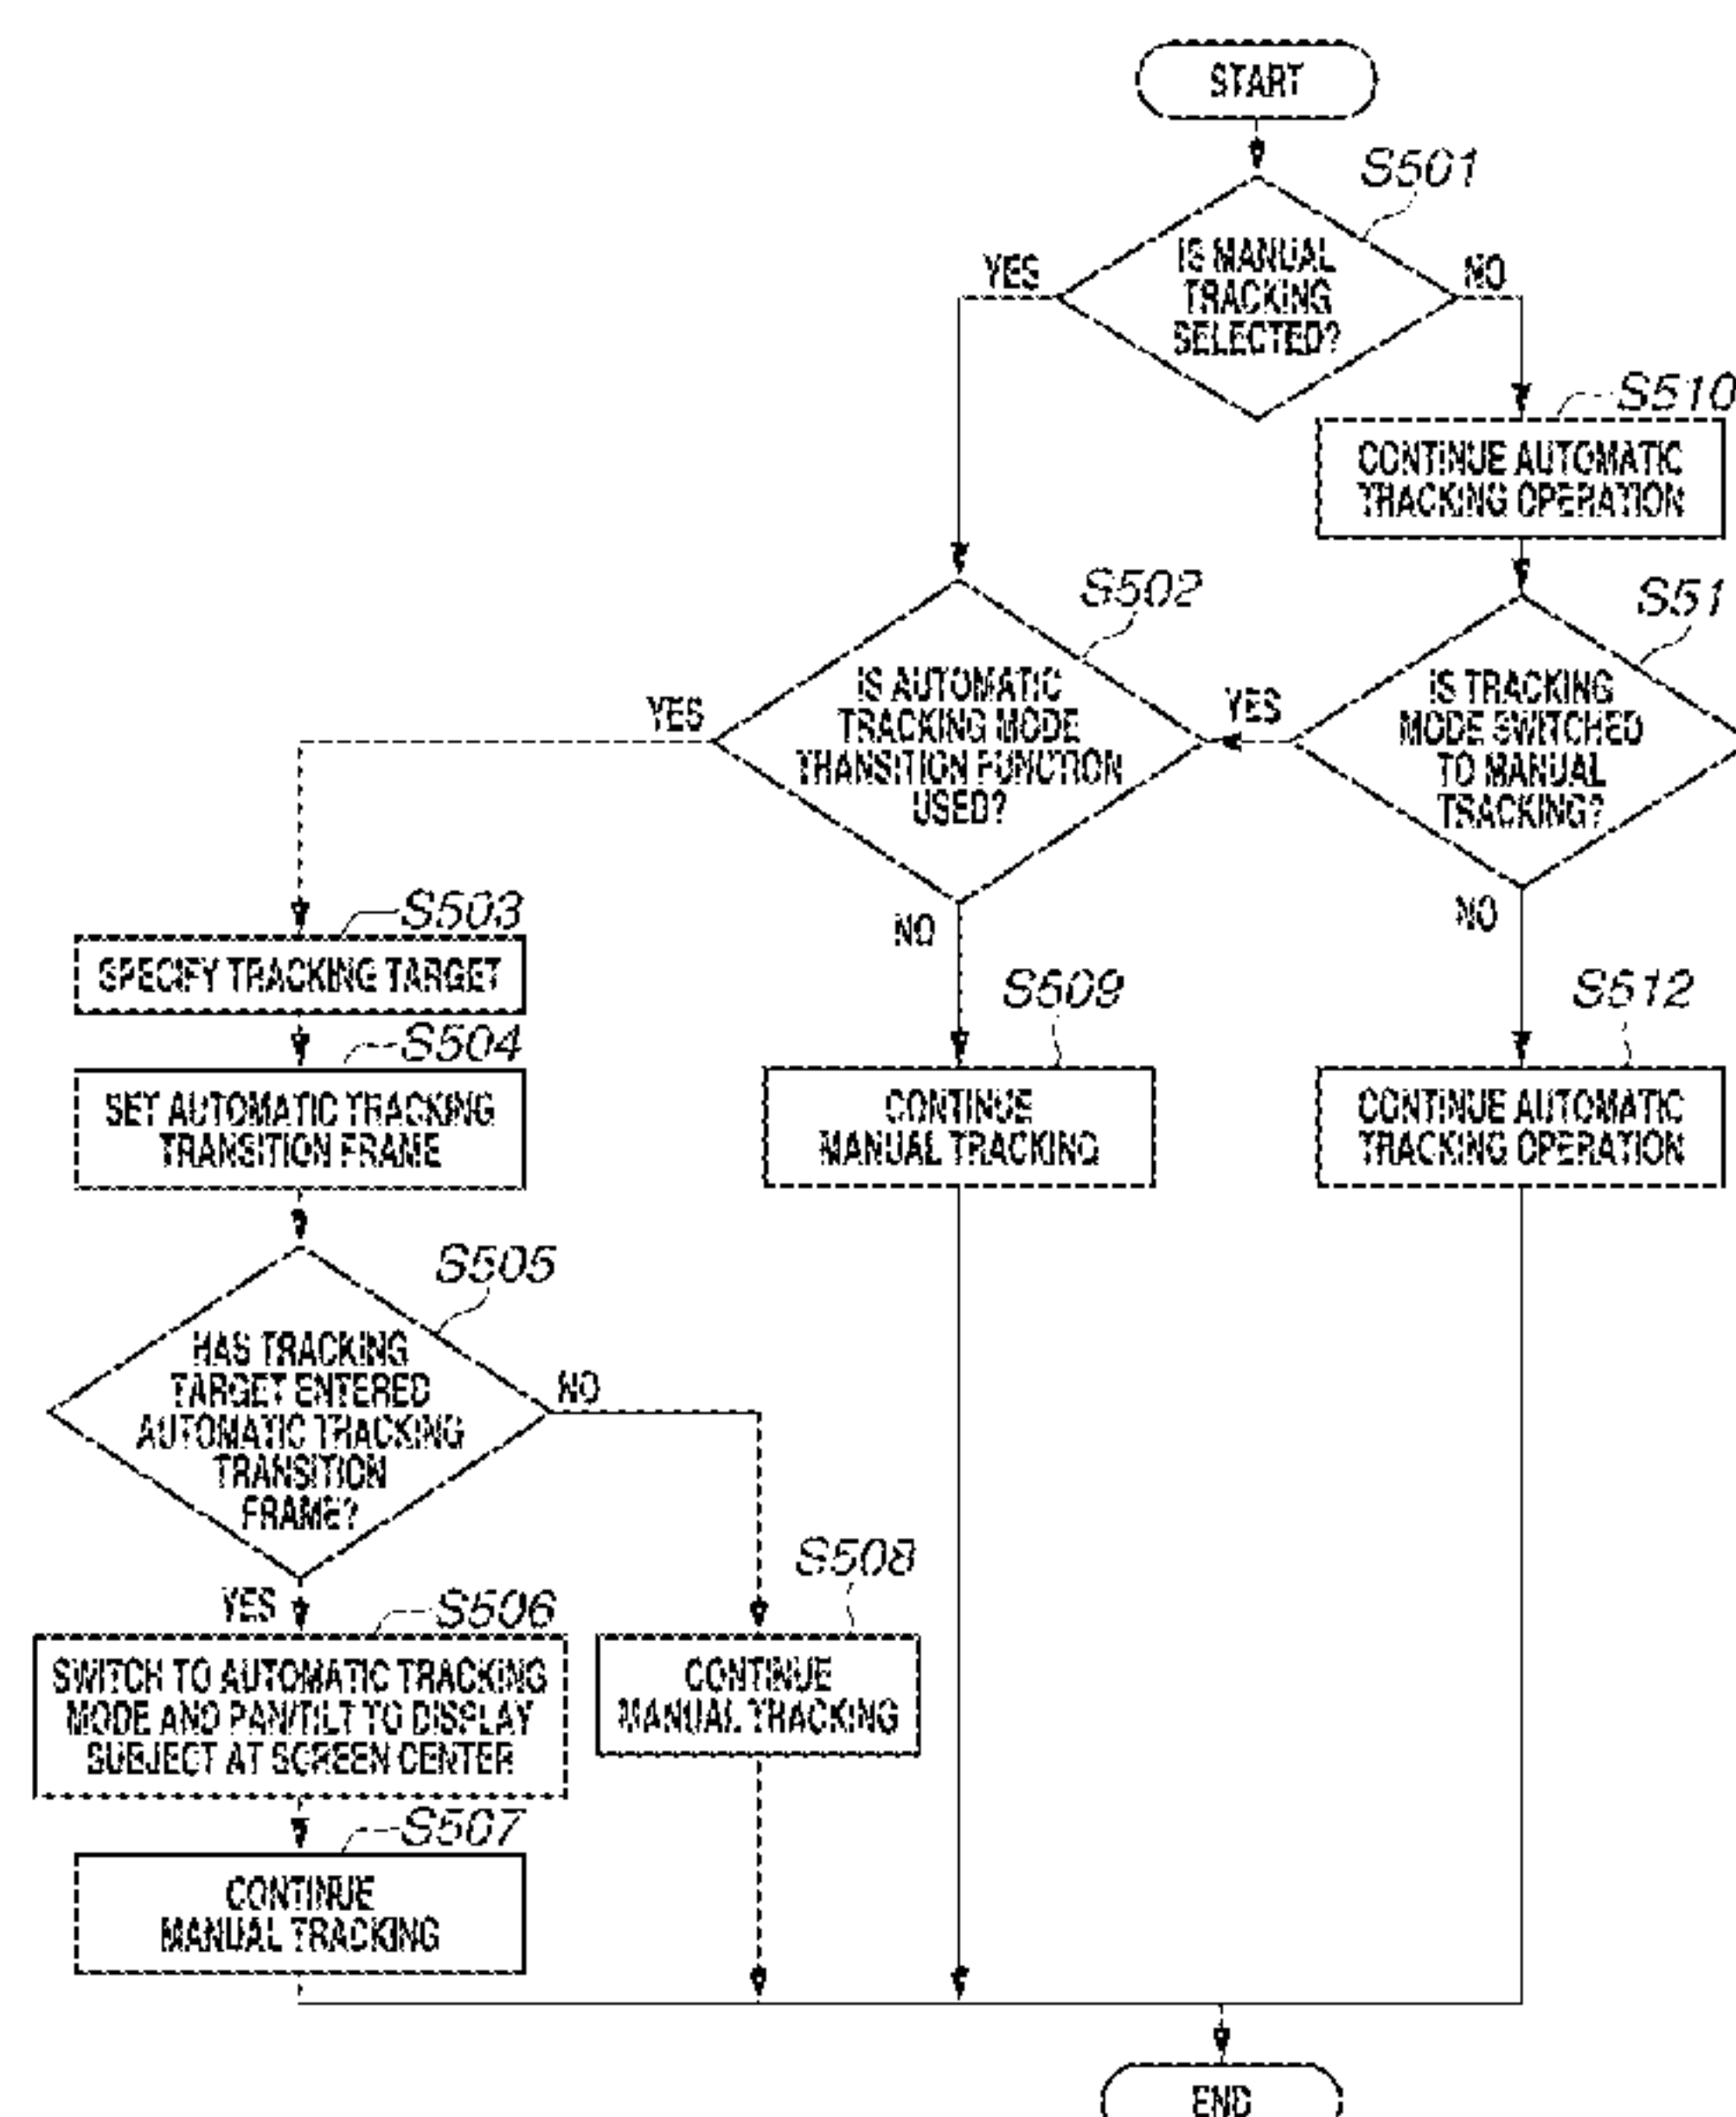 START
S501
IS MANUAL
TRACKING
SELECTED?
YES
NO
S510
CONTINUE AUTOMATIC
TRACKING OPERATION
S502
IS AUTOMATIC
TRACKING MODE
TRANSITION FUNCTION
USED?
YES
NO
S51
IS TRACKING
MODE SWITCHED
TO MANUAL
TRACKING?
YES
NO
S503
SPECIFY TRACKING TARGET
S504
SET AUTOMATIC TRACKING
TRANSITION FRAME
S509
CONTINUE
MANUAL TRACKING
S512
CONTINUE AUTOMATIC
TRACKING OPERATION
S505
HAS TRACKING
TARGET ENTERED
AUTOMATIC TRACKING
TRANSITION
FRAME?
NO
YES
S506
SWITCH TO AUTOMATIC TRACKING
MODE AND PAN/TILT TO DISPLAY
SUBJECT AT SCREEN CENTER
S508
CONTINUE
MANUAL TRACKING
S507
CONTINUE
MANUAL TRACKING
END